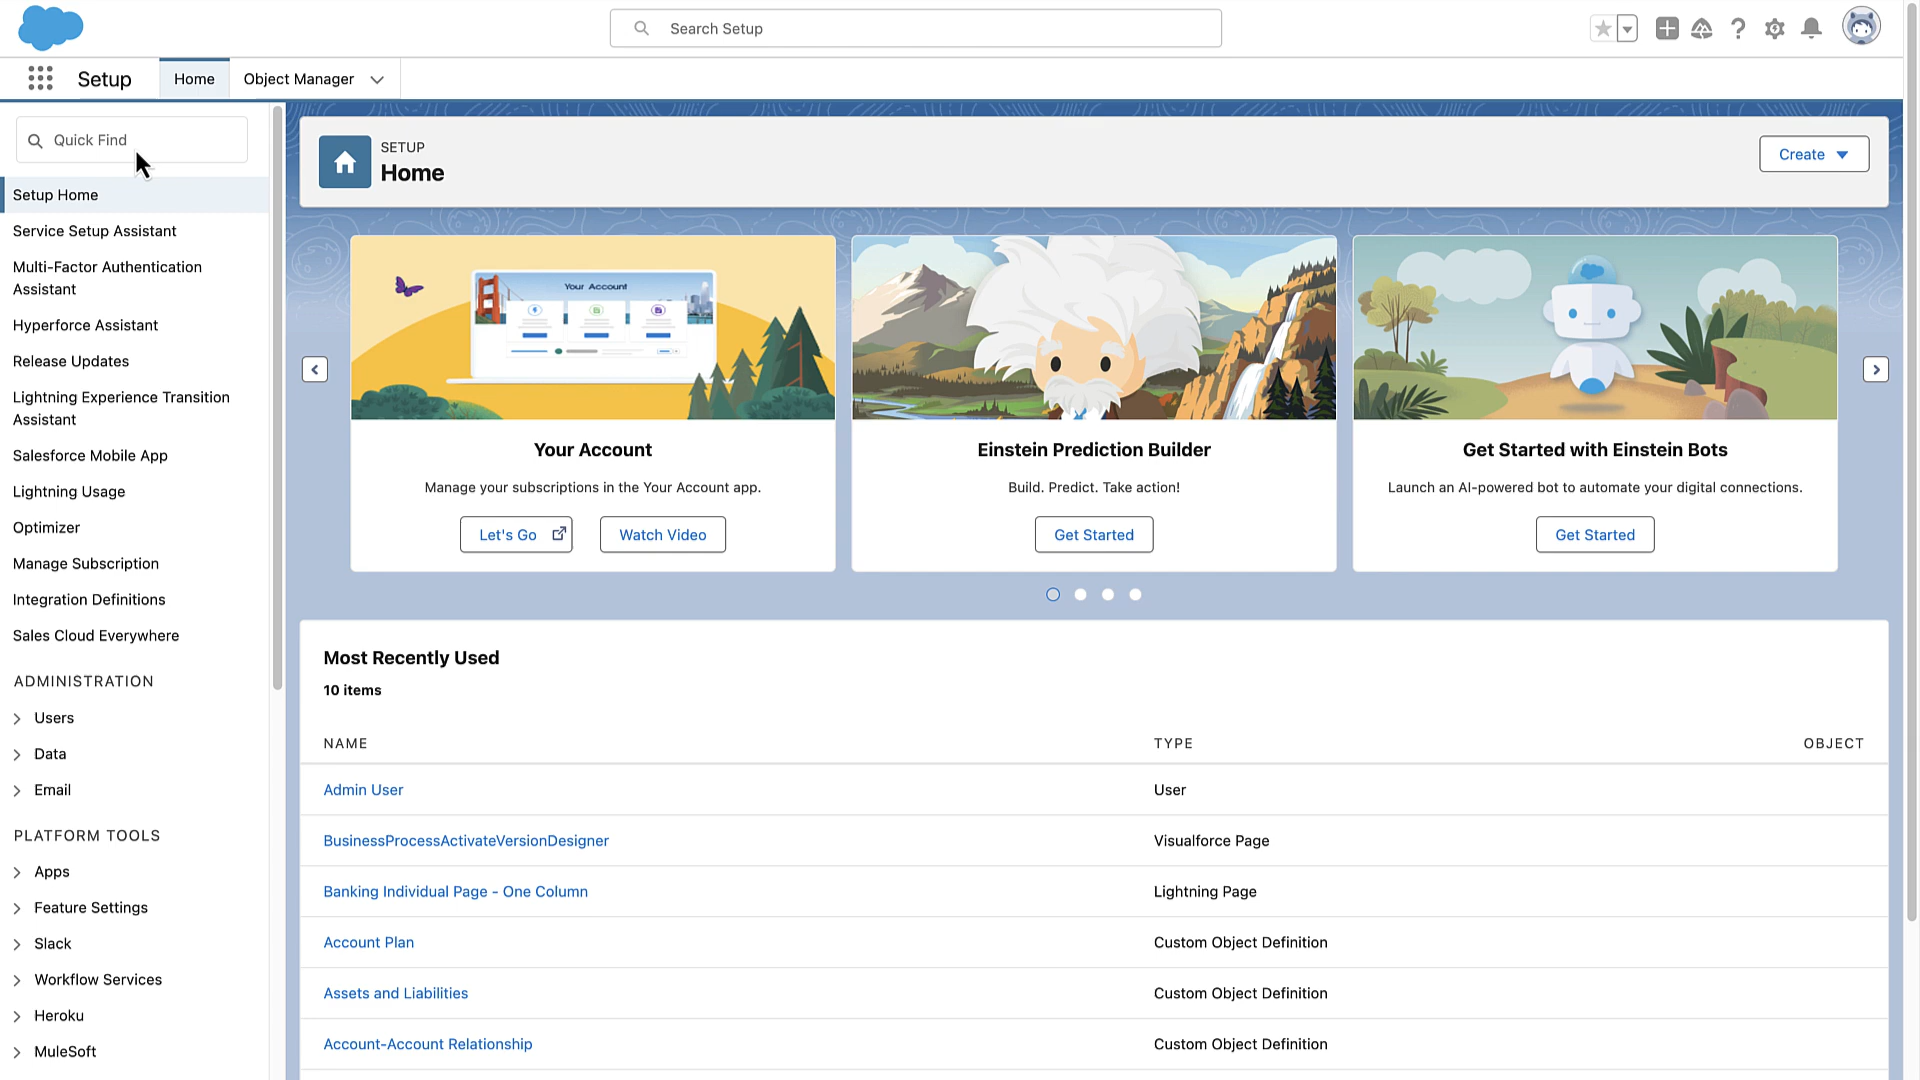 Search Setup
Setup
Home
Object Manager
Quick Find
Setup Home
Service Setup Assistant
Multi-Factor Authentication
Assistant
Hyperforce Assistant
Release Updates
Lightning Experience Transition
Assistant
Salesforce Mobile App
Lightning Usage
Optimizer
Manage Subscription
Integration Definitions
Sales Cloud Everywhere
ADMINISTRATION
Users
Data
Email
PLATFORM TOOLS
Apps
Feature Settings
Slack
Workflow Services
Heroku
MuleSoft
SETUP
Home
Create
Your Account
Your Account
Manage your subscriptions in the Your Account app.
Let's Go
Watch Video
Einstein Prediction Builder
Build. Predict. Take action!
Get Started
Get Started with Einstein Bots
Launch an AI-powered bot to automate your digital connections.
Get Started
Most Recently Used
10 items
NAME TYPE OBJECT
Admin User User
BusinessProcessActivateVersionDesigner Visualforce Page
Banking Individual Page - One Column Lightning Page
Account Plan Custom Object Definition
Assets and Liabilities Custom Object Definition
Account-Account Relationship Custom Object Definition